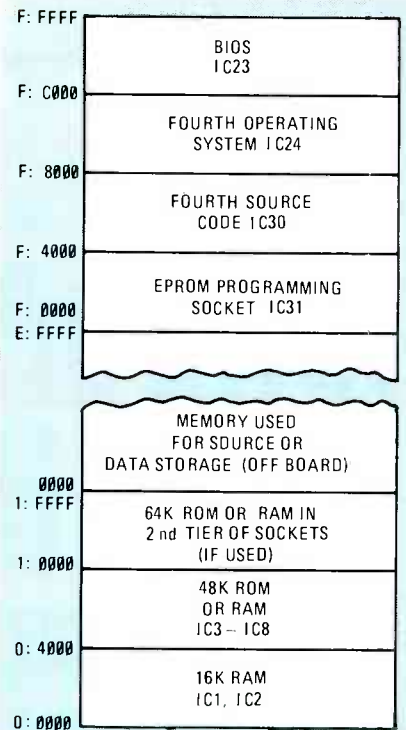 F: FFFF
BIOS
IC23
F: C000
FOURTH OPERATING
SYSTEM IC24
F: 8000
FOURTH SOURCE
CODE IC30
F: 4000
EPROM PROGRAMMING
SOCKET IC31
F: 0000
E: FFFF
MEMORY USED
FOR SOURCE OR
DATA STORAGE (OFF BOARD)
0000
1: FFFF
64K ROM OR RAM IN
2nd TIER OF SOCKETS
(IF USED)
1: 0000
48K ROM
OR RAM
IC3 – IC8
0: 4000
16K RAM
IC1, IC2
0: 0000